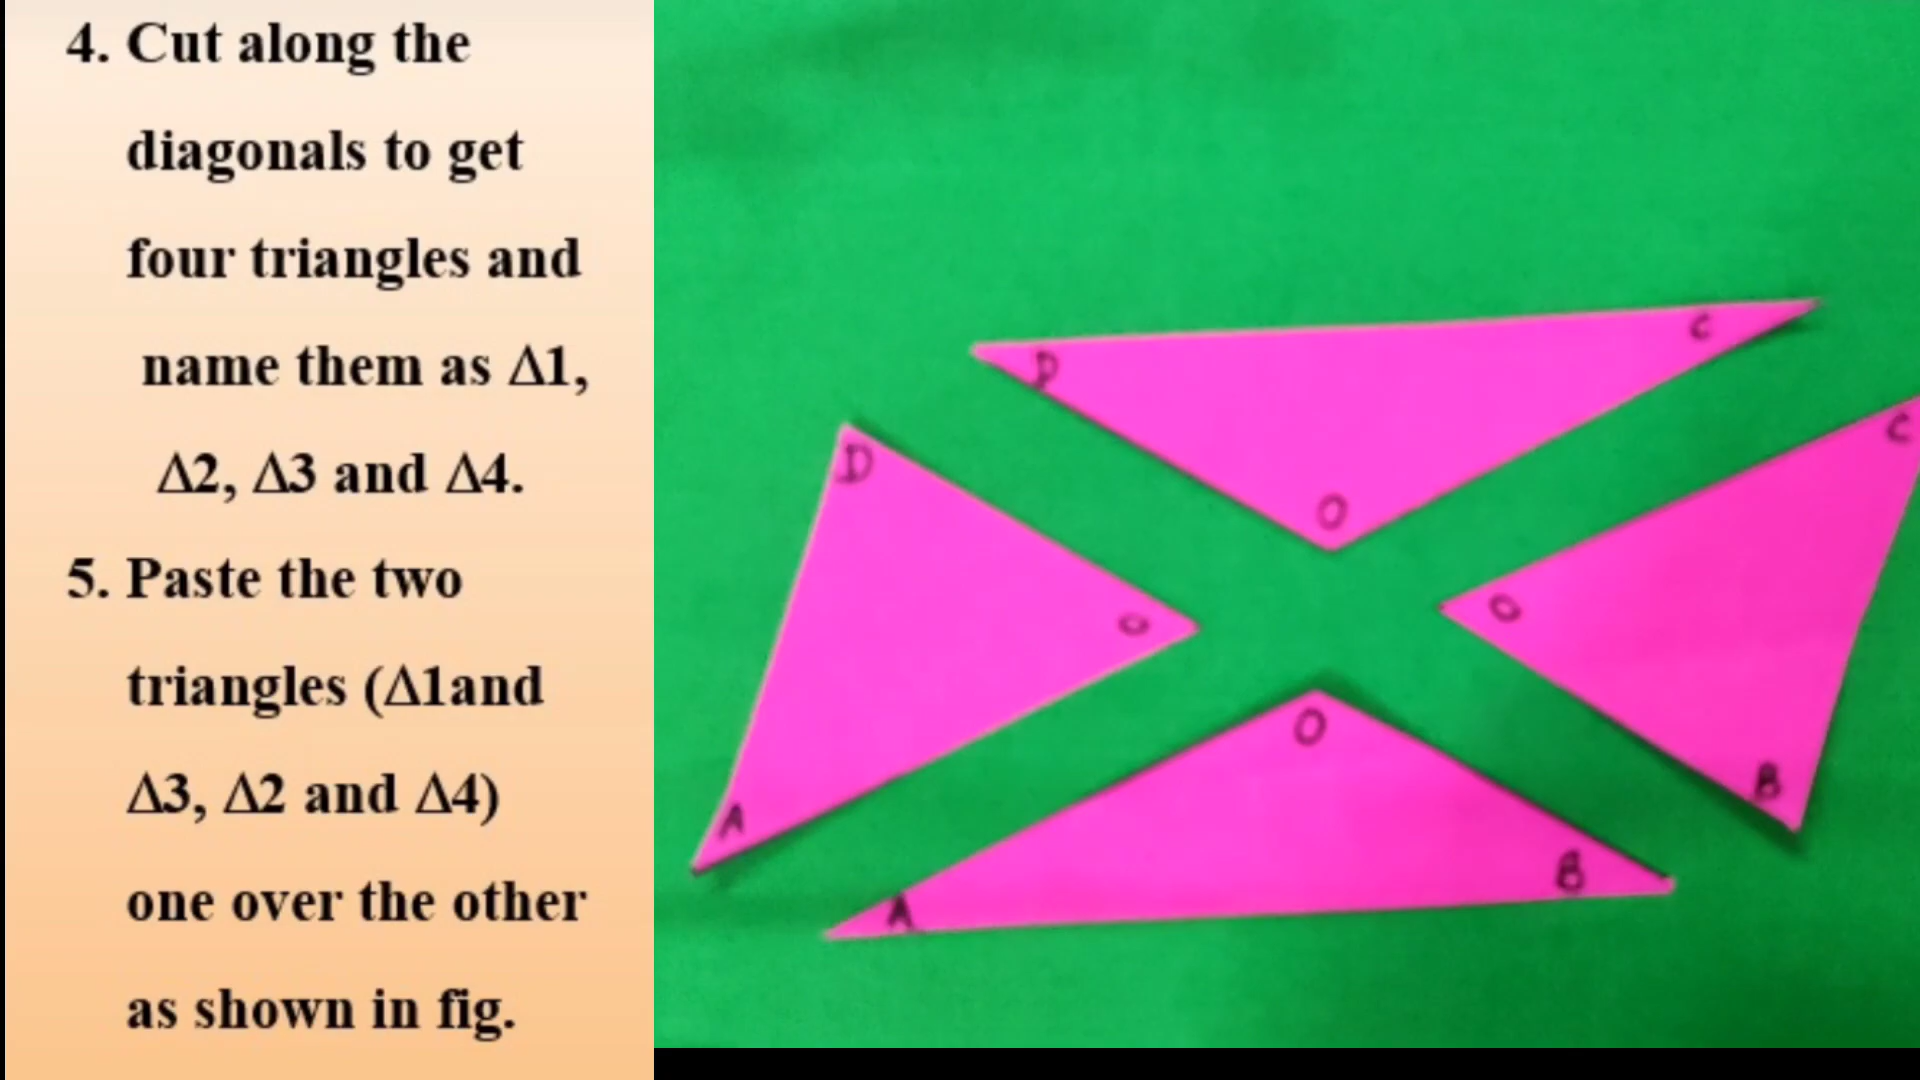 4. Cut along the
diagonals to get
four triangles and
name them as Δ1,
Δ2, Δ3 and Δ4.
5. Paste the two
triangles (Δ1and
Δ3, Δ2 and Δ4)
one over the other
as shown in fig.
D C
O
D O A
C O B
O
A B